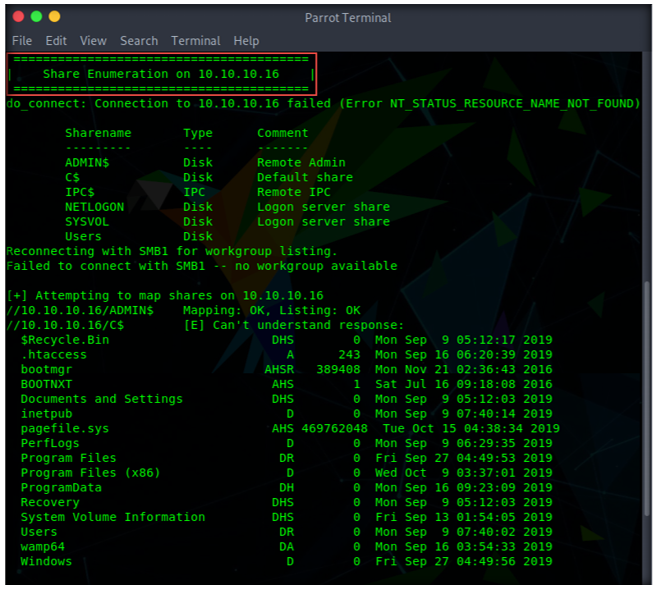 Parrot Terminal
File Edit View Search Terminal Help
========================================
| Share Enumeration on 10.10.10.16 |
========================================
do_connect: Connection to 10.10.10.16 failed (Error NT_STATUS_RESOURCE_NAME_NOT_FOUND)
Sharename Type Comment
--------- ---- -------
ADMIN$ Disk Remote Admin
C$ Disk Default share
IPC$ IPC Remote IPC
NETLOGON Disk Logon server share
SYSVOL Disk Logon server share
Users Disk
Reconnecting with SMB1 for workgroup listing.
Failed to connect with SMB1 -- no workgroup available
[+] Attempting to map shares on 10.10.10.16
//10.10.10.16/ADMIN$ Mapping: OK, Listing: OK
//10.10.10.16/C$ [E] Can't understand response:
$Recycle.Bin DHS 0 Mon Sep 9 05:12:17 2019
.htaccess A 243 Mon Sep 16 06:20:39 2019
bootmgr AHSR 389408 Mon Nov 21 02:36:43 2016
BOOTNXT AHS 1 Sat Jul 16 09:18:08 2016
Documents and Settings DHS 0 Mon Sep 9 05:12:03 2019
inetpub D 0 Mon Sep 9 07:40:14 2019
pagefile.sys AHS 469762048 Tue Oct 15 04:38:34 2019
PerfLogs D 0 Mon Sep 9 06:29:35 2019
Program Files DR 0 Fri Sep 27 04:49:53 2019
Program Files (x86) D 0 Wed Oct 9 03:37:01 2019
ProgramData DH 0 Mon Sep 16 09:23:09 2019
Recovery DHS 0 Mon Sep 9 05:12:03 2019
System Volume Information DHS 0 Fri Sep 13 01:54:05 2019
Users DR 0 Mon Sep 9 07:40:02 2019
wamp64 DA 0 Mon Sep 16 03:54:33 2019
Windows D 0 Fri Sep 27 04:49:56 2019